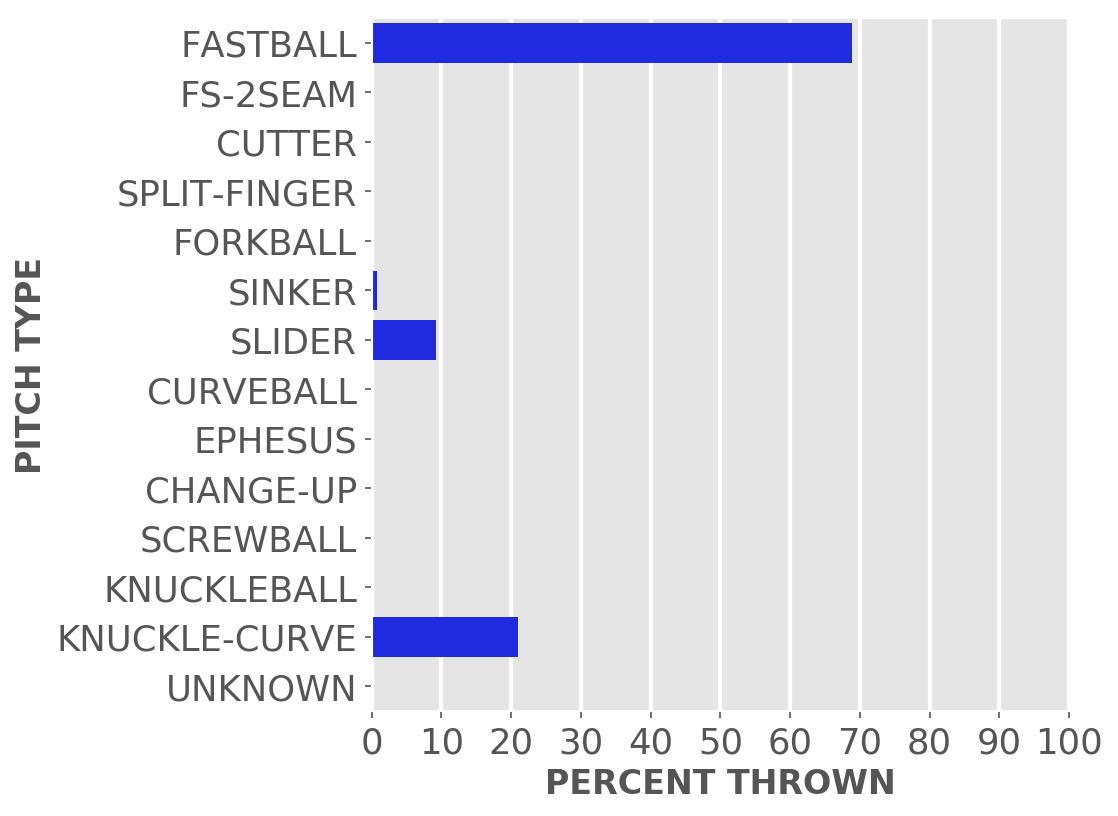 FASTBALL
FS-2SEAM
CUTTER
SPLIT-FINGER
FORKBALL
SINKER
SLIDER
CURVEBALL
EPHESUS
CHANGE-UP
SCREWBALL
KNUCKLEBALL
KNUCKLE-CURVE
UNKNOWN
PITCH TYPE
0 10 20 30 40 50 60 70 80 90 100
PERCENT THROWN